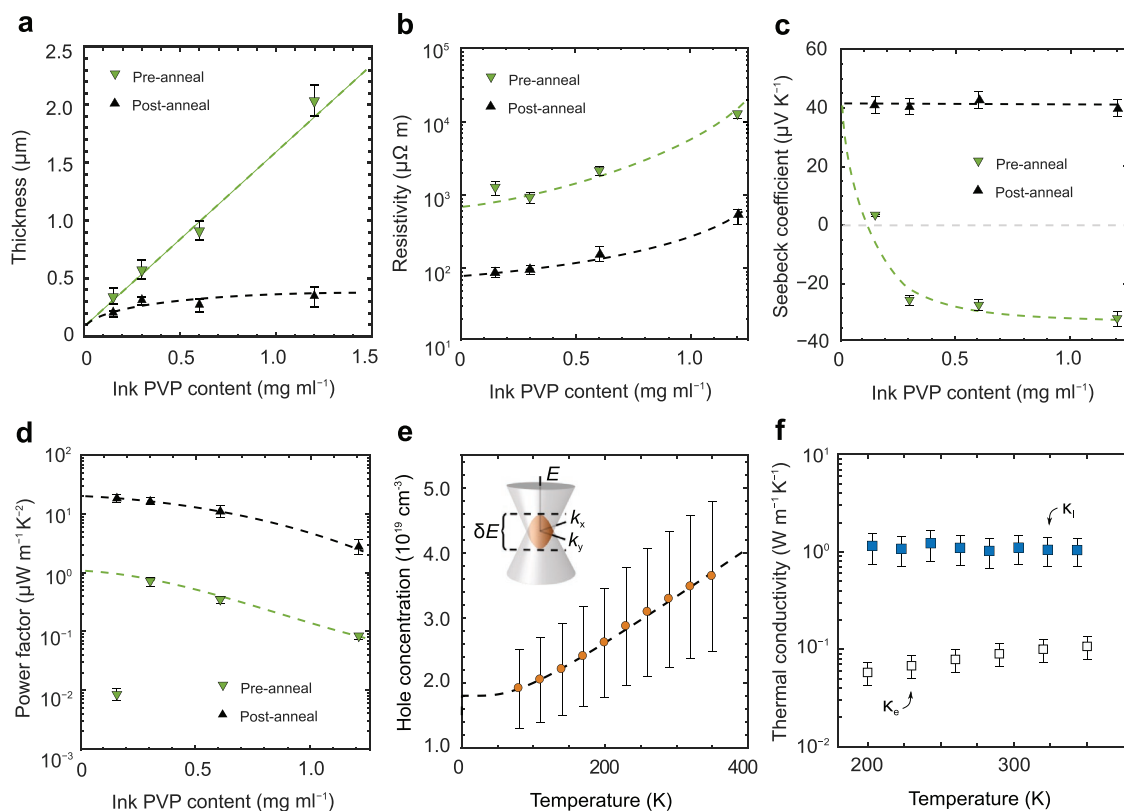 a
Thickness (μm)
2.0
1.5
1.0
0.5
0
Pre-anneal
Post-anneal
0
0.5
1.0
1.5
Ink PVP content (mg ml⁻¹)
b
Resistivity (μΩ m)
10⁵
10⁴
10³
10²
10¹
Pre-anneal
Post-anneal
0
0.5
1.0
Ink PVP content (mg ml⁻¹)
c
Seebeck coefficient (μV K⁻¹)
60
40
20
0
−20
−40
Pre-anneal
Post-anneal
0
0.5
1.0
Ink PVP content (mg ml⁻¹)
d
Power factor (μW m⁻¹ K⁻²)
10²
10¹
10⁰
10⁻¹
10⁻²
10⁻³
Pre-anneal
Post-anneal
0
0.5
1.0
Ink PVP content (mg ml⁻¹)
e
Hole concentration (10¹⁹ cm⁻³)
5.0
4.0
3.0
2.0
1.0
E
δE
kₓ
k_y
0
200
400
Temperature (K)
f
Thermal conductivity (W m⁻¹ K⁻¹)
10¹
10⁰
10⁻¹
10⁻²
κ_l
κ_e
200
250
300
350
Temperature (K)